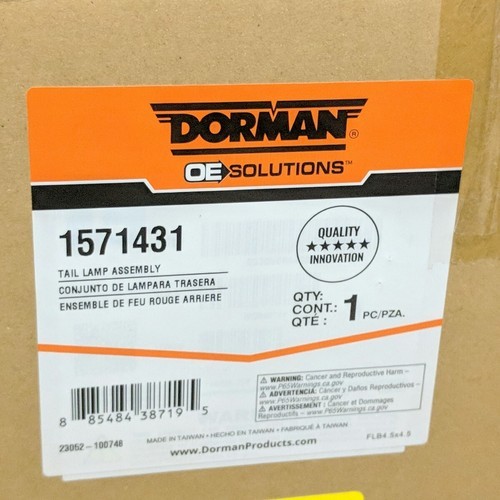 DORMAN®
OE SOLUTIONS™
1571431
TAIL LAMP ASSEMBLY
CONJUNTO DE LAMPARA TRASERA
ENSEMBLE DE FEU ROUGE ARRIERE
QUALITY
★★★★★
INNOVATION
QTY:
CONT.: 1 PC/PZA.
QTÉ :
WARNING: Cancer and Reproductive Harm –
www.P65Warnings.ca.gov
ADVERTENCIA: Cáncer y Daños Reproductivos –
www.P65Warnings.ca.gov
AVERTISSEMENT : Cancer et Dommages
Reproductifs – www.P65Warnings.ca.gov
8 85484 38719 5
23052-100748
MADE IN TAIWAN • HECHO EN TAIWAN • FABRIQUÉ À TAIWAN
www.DormanProducts.com
FLB4.5x4.5